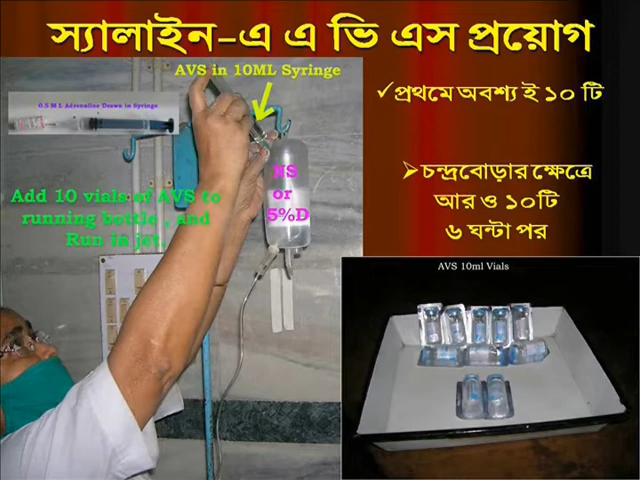 স্যালাইন-এ এ ভি এস প্রয়োগ
AVS in 10ML Syringe
0.5 M L Adrenaline Drawn in Syringe
✓প্রথমে অবশ্য ই ১০ টি
NS
or
5%D
Add 10 vials of AVS to
running bottle , and
Run in jet.
➤চন্দ্রবোড়ার ক্ষেত্রে
আর ও ১০টি
৬ ঘন্টা পর
AVS 10ml Vials